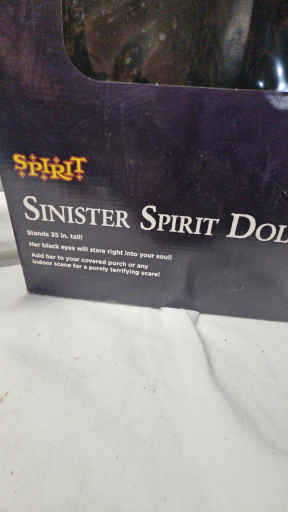 SPIRIT
SINISTER SPIRIT DOL
Stands 35 in. tall!
Her black eyes will stare right into your soul!
Add her to your covered porch or any
indoor scene for a purely terrifying scare!